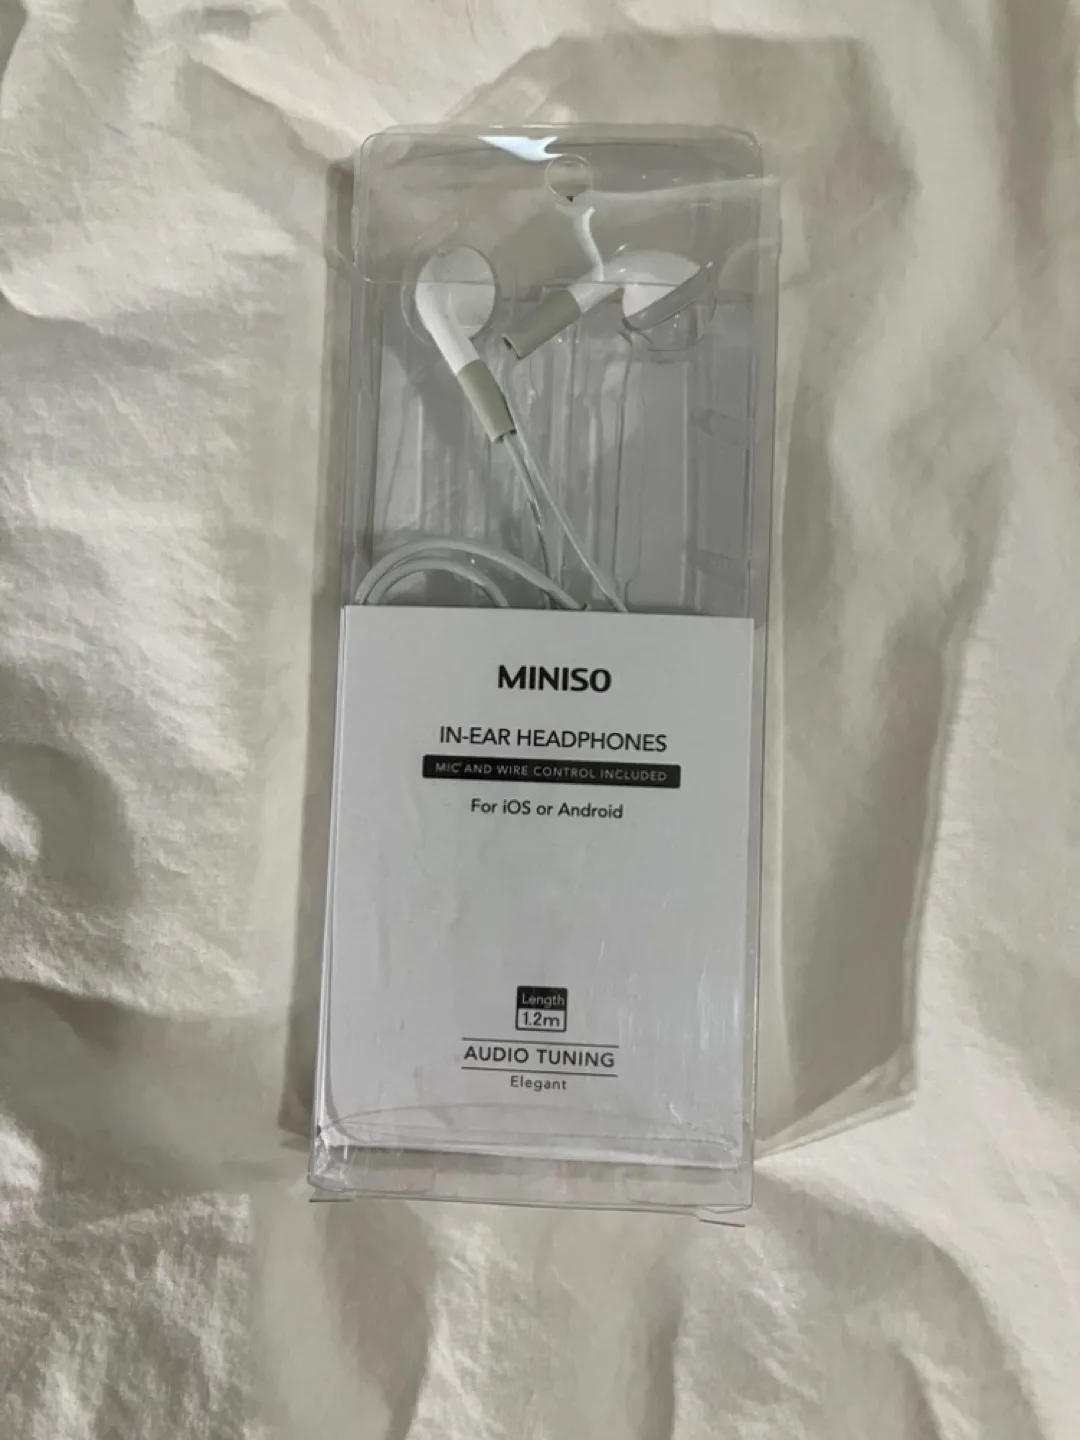 MINISO
IN-EAR HEADPHONES
MIC AND WIRE CONTROL INCLUDED
For iOS or Android
Length
1.2m
AUDIO TUNING
Elegant